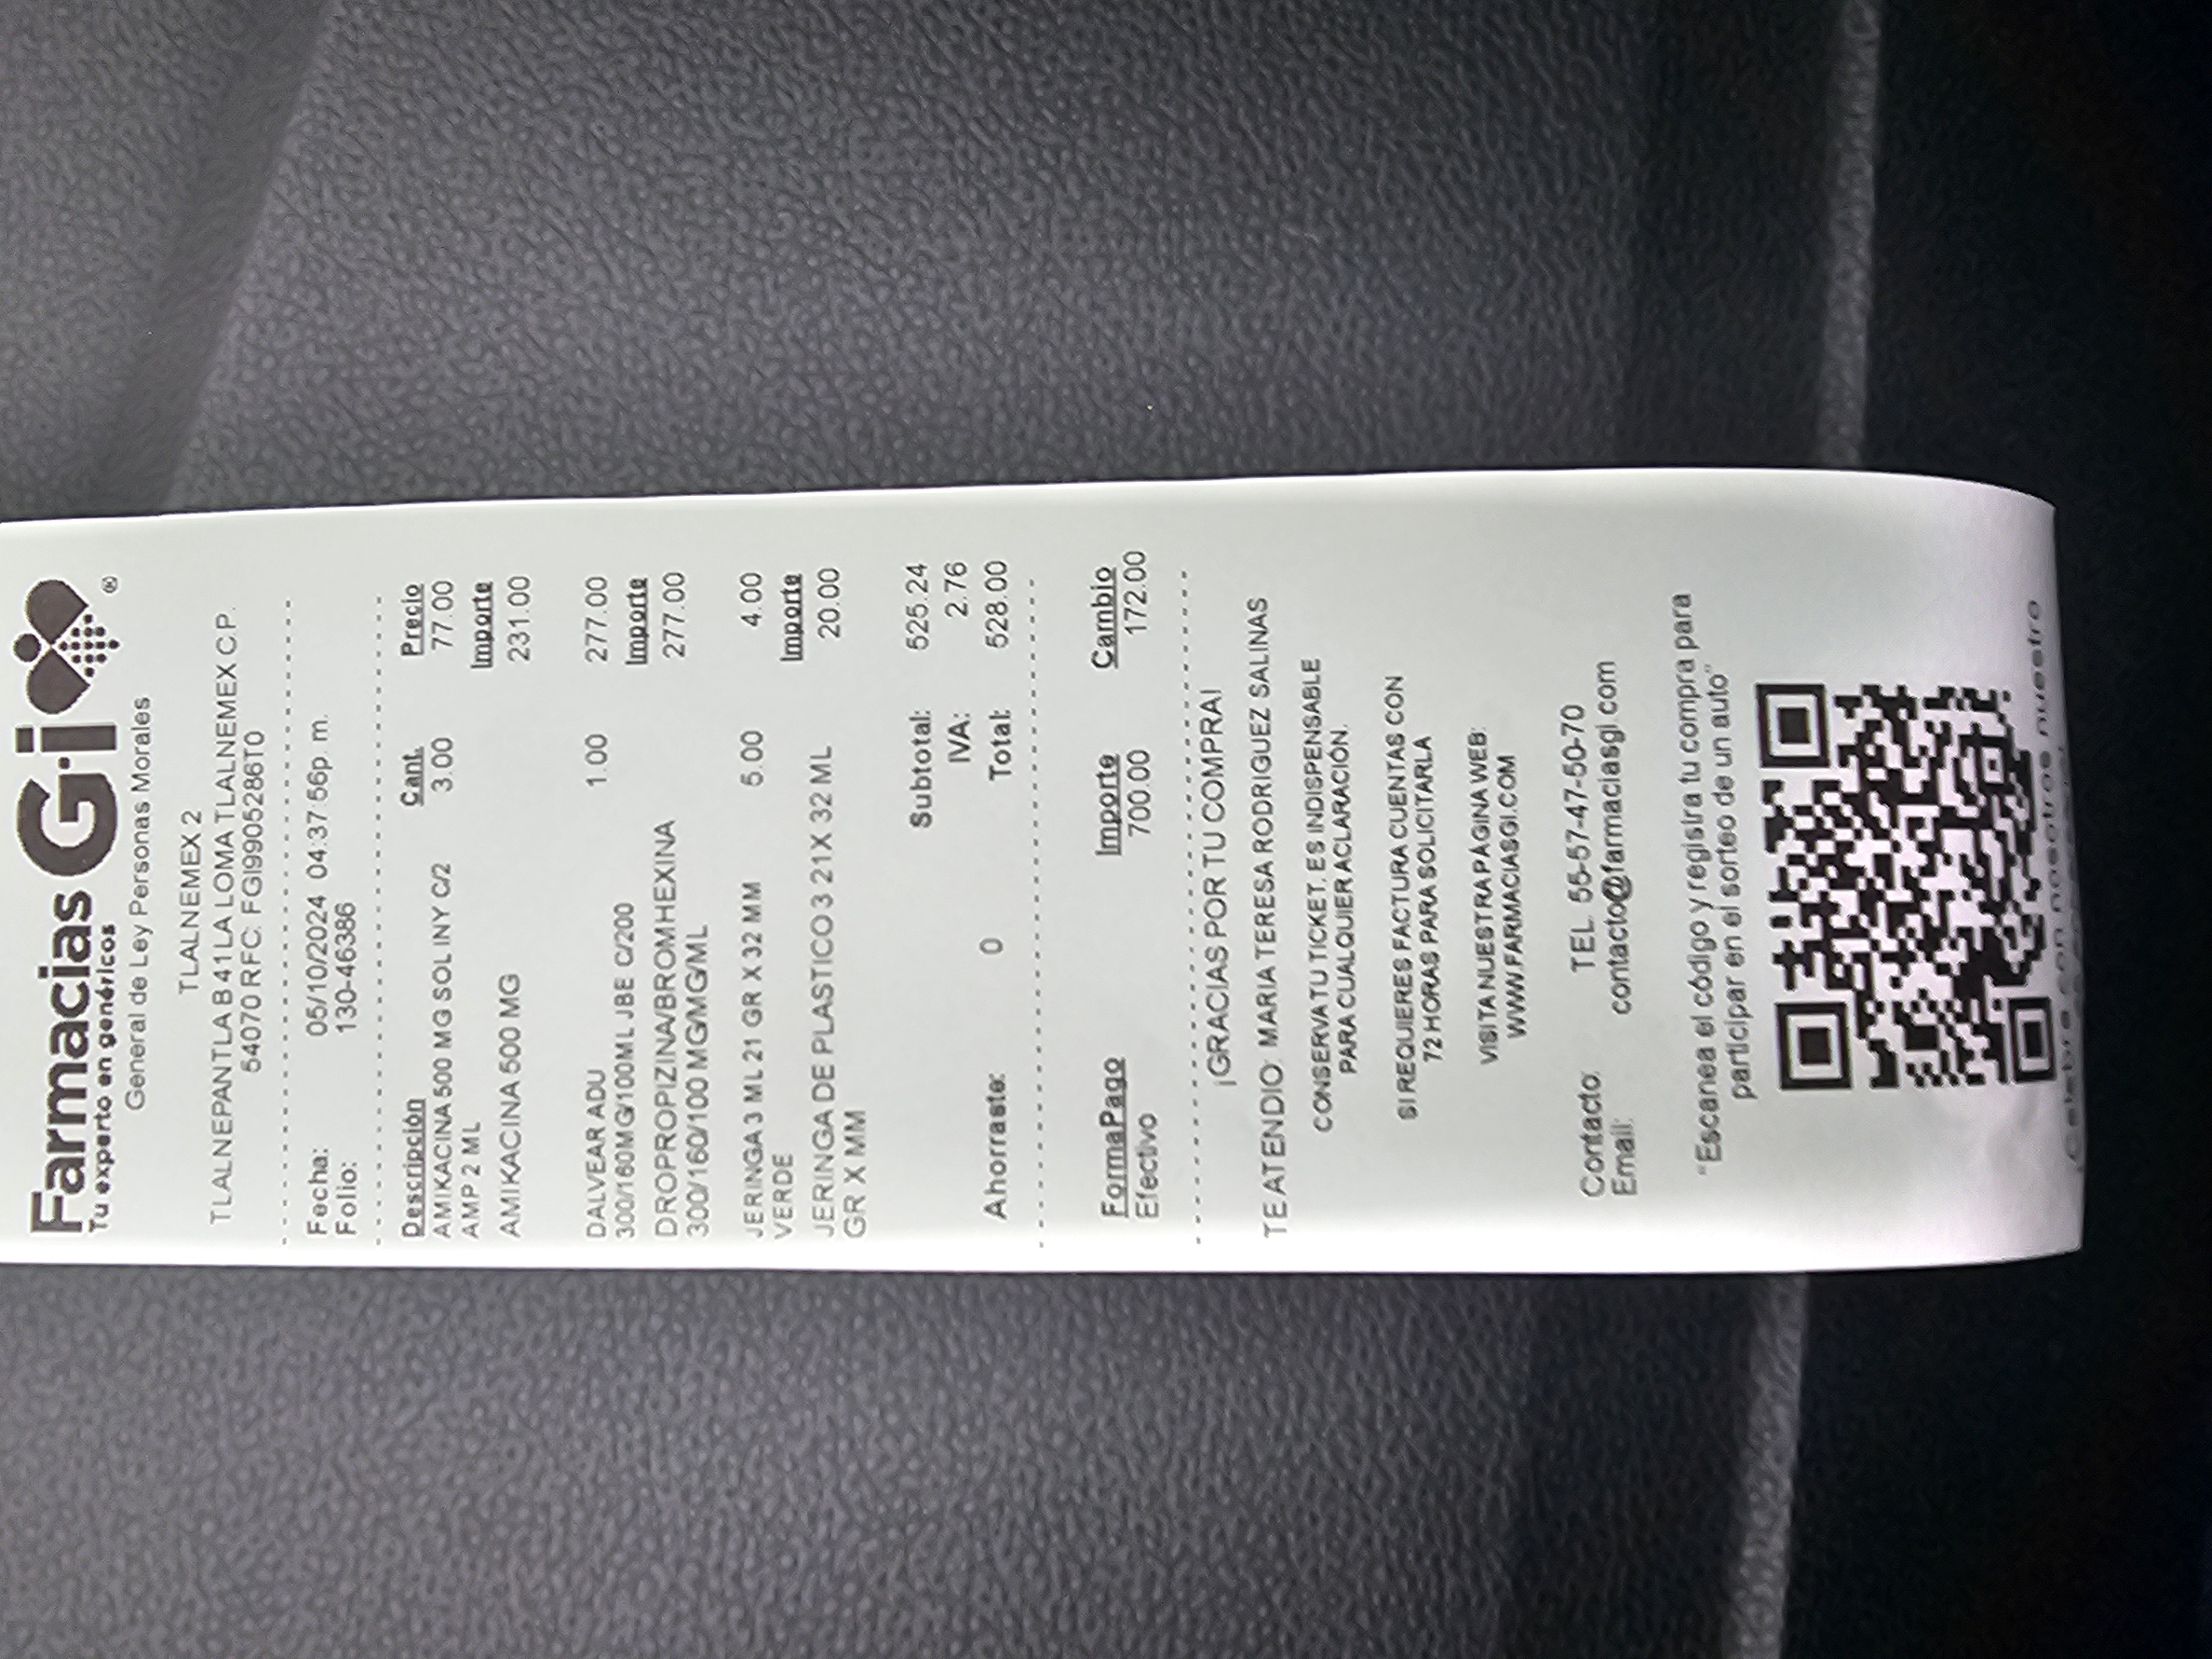 Farmacias Gi ®
Tu experto en genéricos
General de Ley Personas Morales
TLALNEMEX 2
TLALNEPANTLA B 41 LA LOMA TLALNEMEX C.P.
54070 RFC: FGI9905286T0
Fecha: 05/10/2024 04:37:56p. m.
Folio: 130-46386
Descripción Cant. Precio
AMIKACINA 500 MG SOL INY C/2 3.00 77.00
AMP 2 ML Importe
AMIKACINA 500 MG 231.00
DALVEAR ADU 1.00 277.00
300/160MG/100ML JBE C/200 Importe
DROPROPIZINA/BROMHEXINA 277.00
300/160/100 MG/MG/ML
JERINGA 3 ML 21 GR X 32 MM 5.00 4.00
VERDE Importe
JERINGA DE PLASTICO 3 21X 32 ML 20.00
GR X MM
Subtotal: 525.24
IVA: 2.76
Ahorraste: 0 Total: 528.00
FormaPago Importe Cambio
Efectivo 700.00 172.00
¡GRACIAS POR TU COMPRA!
TE ATENDIO: MARIA TERESA RODRIGUEZ SALINAS
CONSERVA TU TICKET, ES INDISPENSABLE
PARA CUALQUIER ACLARACIÓN.
SI REQUIERES FACTURA CUENTAS CON
72 HORAS PARA SOLICITARLA
VISITA NUESTRA PÁGINA WEB:
WWW.FARMACIASGI.COM
Contacto: TEL. 55-57-47-50-70
Email: contacto@farmaciasgi.com
"Escanea el código y registra tu compra para
participar en el sorteo de un auto"
¡Celebra con nosotros nuestro